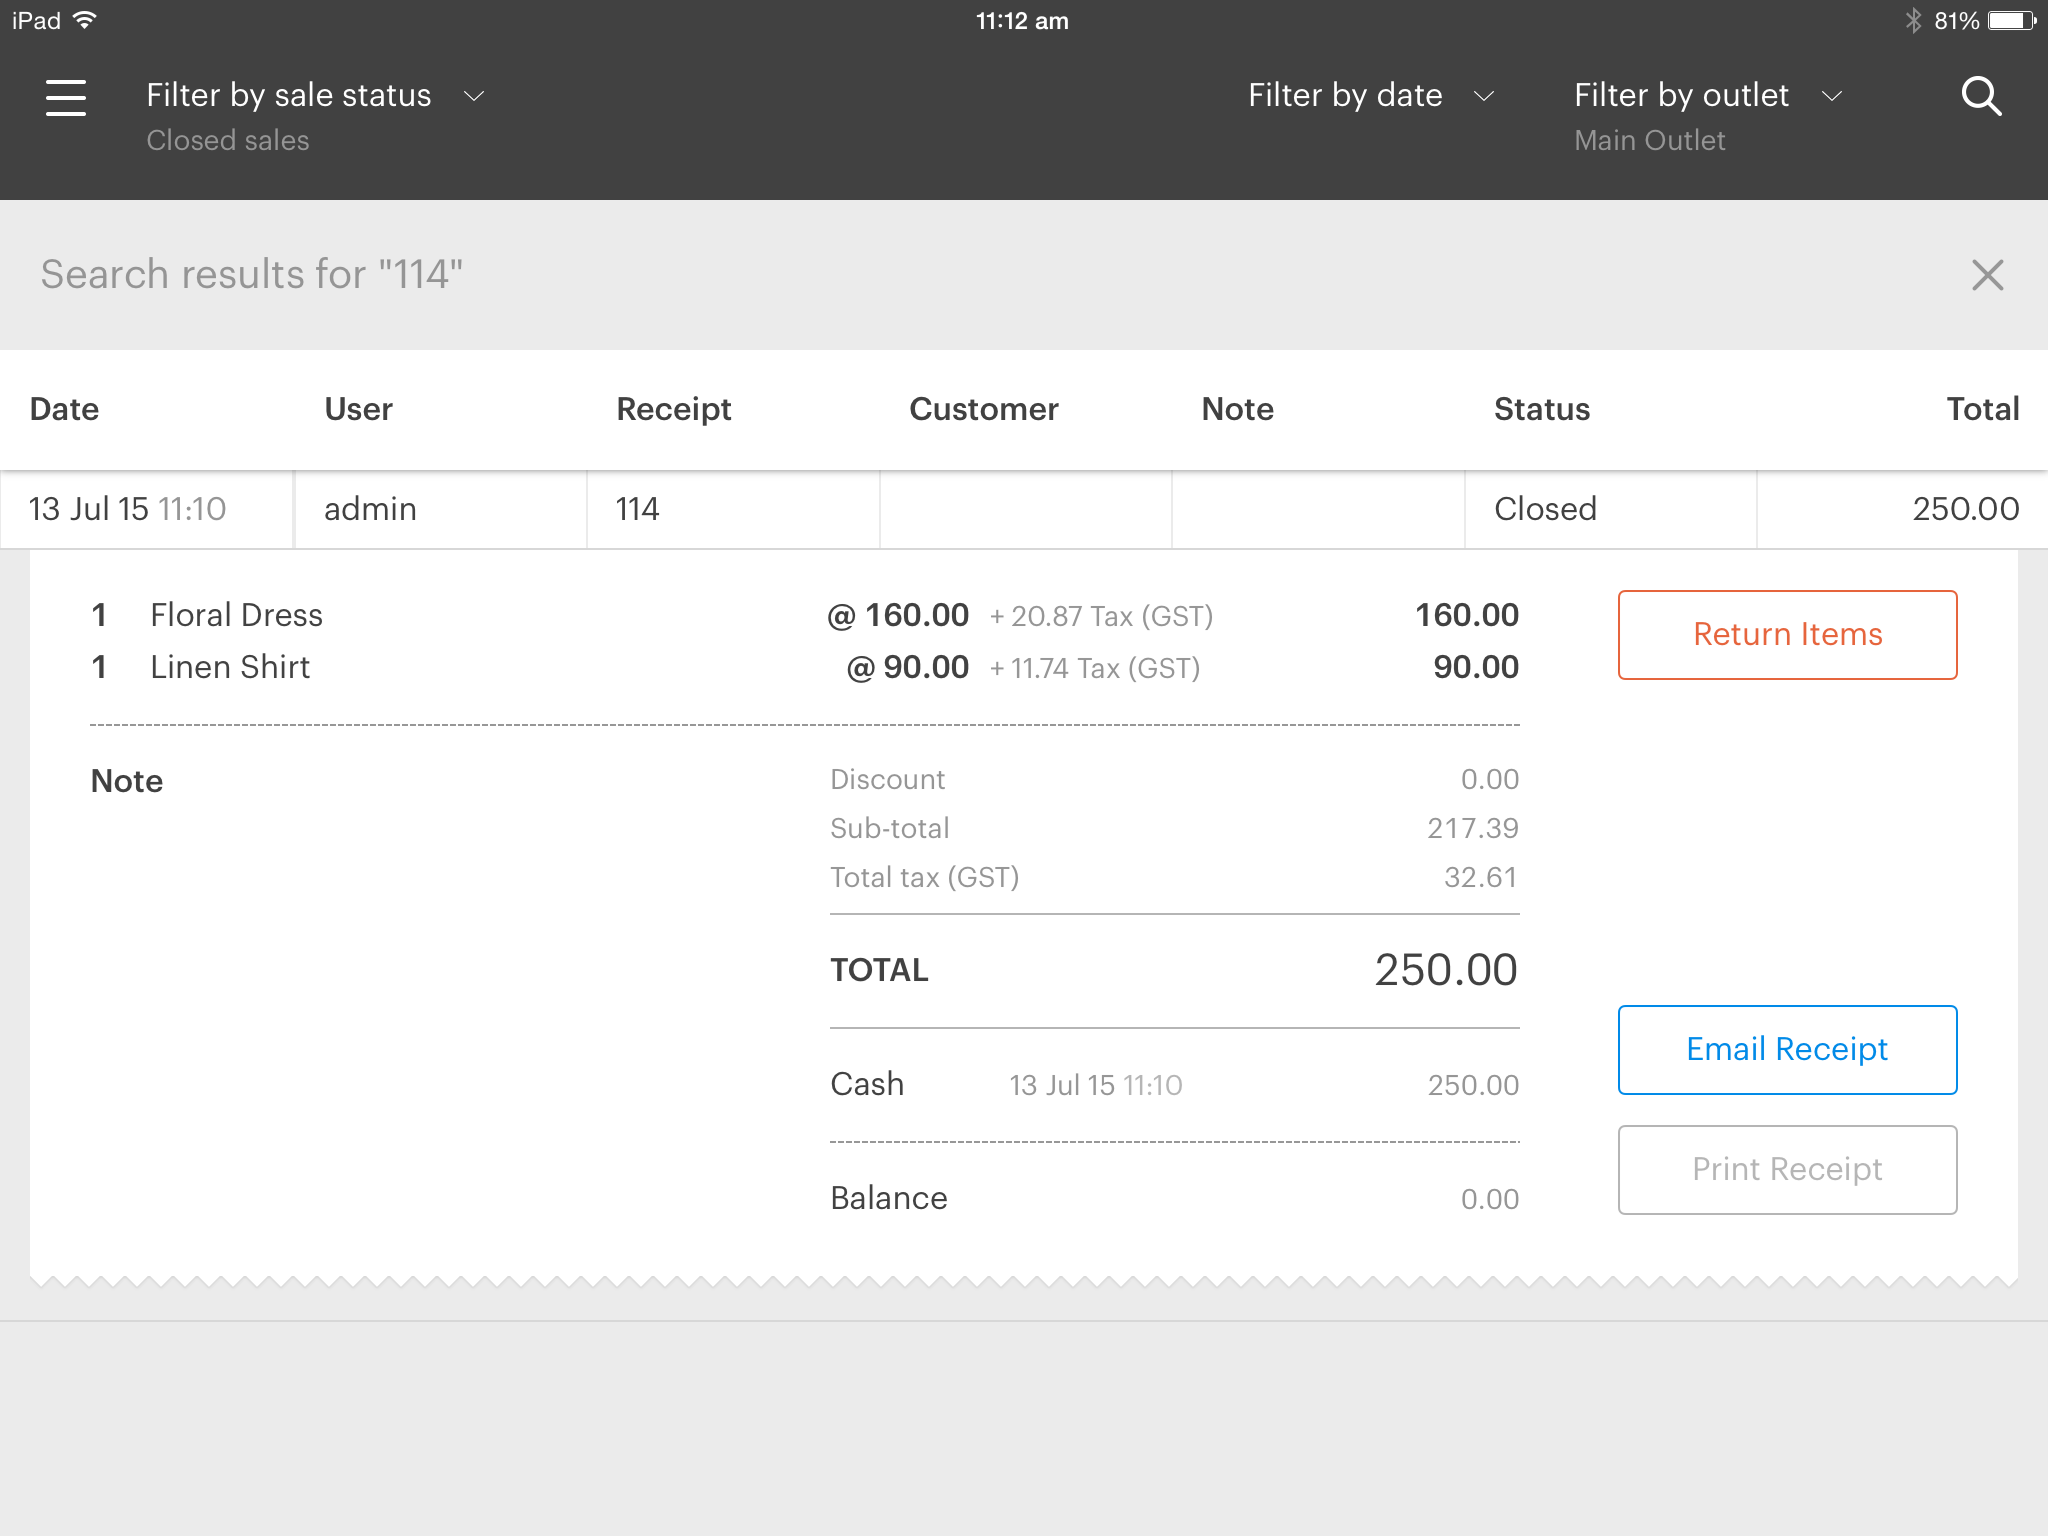 iPad 11:12 am 81%
Filter by sale status Filter by date Filter by outlet
Closed sales Main Outlet
Search results for "114"
Date User Receipt Customer Note Status Total
13 Jul 15 11:10 admin 114 Closed 250.00
1 Floral Dress @ 160.00 + 20.87 Tax (GST) 160.00 Return Items
1 Linen Shirt @ 90.00 + 11.74 Tax (GST) 90.00
Note Discount 0.00
Sub-total 217.39
Total tax (GST) 32.61
TOTAL 250.00
Email Receipt
Cash 13 Jul 15 11:10 250.00
Print Receipt
Balance 0.00